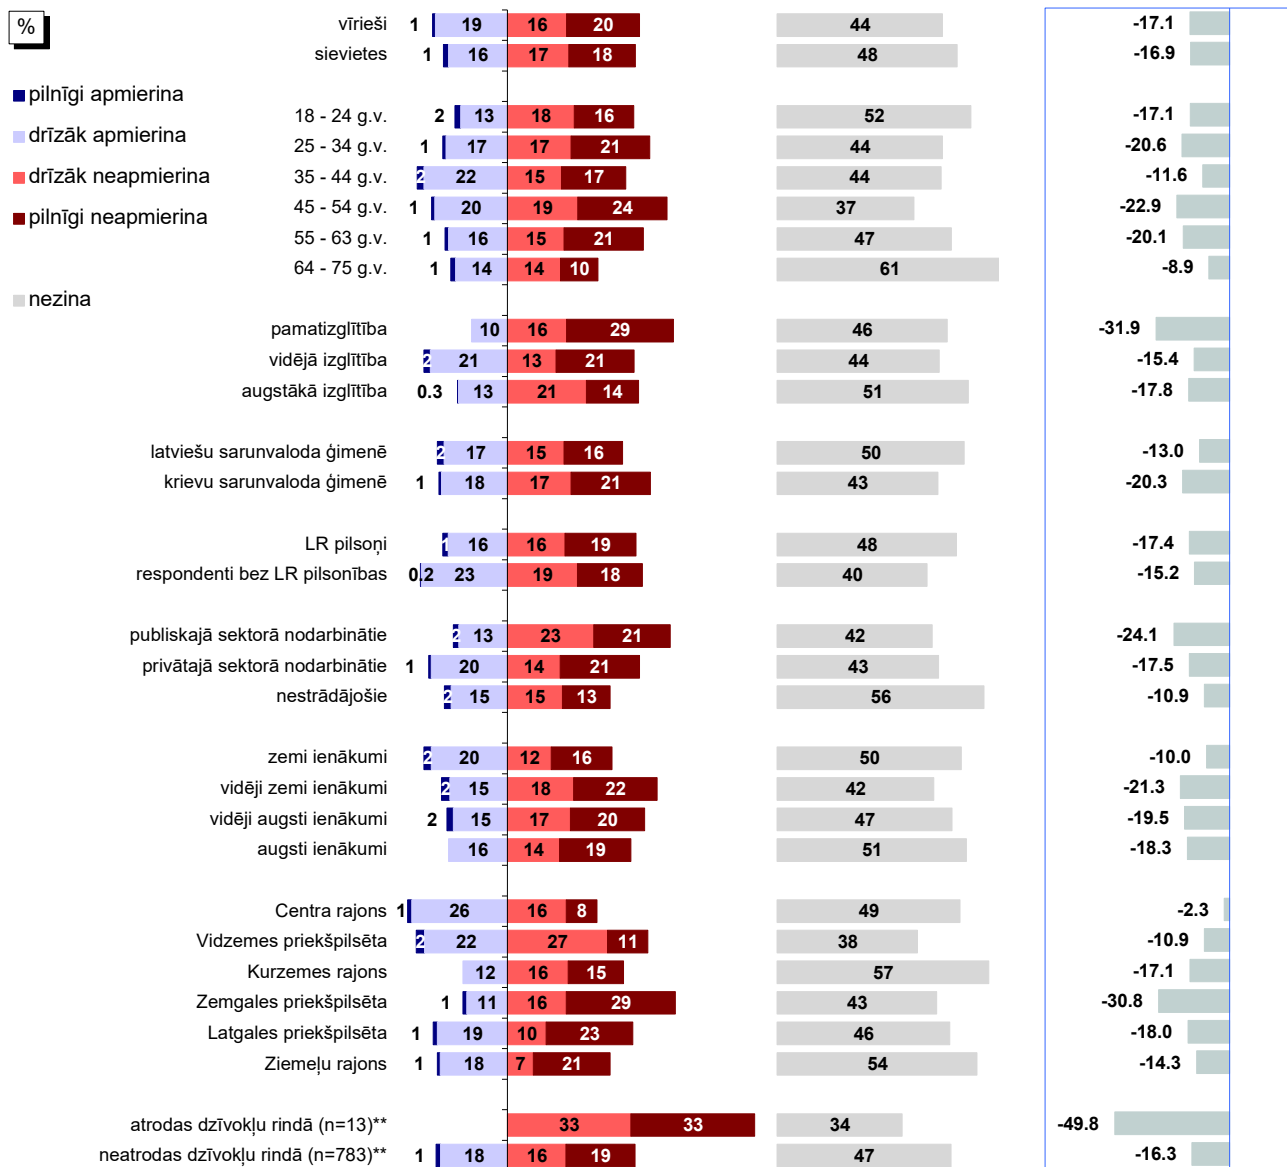 %
pilnīgi apmierina
drīzāk apmierina
drīzāk neapmierina
pilnīgi neapmierina
nezina
vīrieši 1 19 16 20 44 -17.1
sievietes 1 16 17 18 48 -16.9
18 - 24 g.v. 2 13 18 16 52 -17.1
25 - 34 g.v. 1 17 17 21 44 -20.6
35 - 44 g.v. 2 22 15 17 44 -11.6
45 - 54 g.v. 1 20 19 24 37 -22.9
55 - 63 g.v. 1 16 15 21 47 -20.1
64 - 75 g.v. 1 14 14 10 61 -8.9
pamatizglītība 10 16 29 46 -31.9
vidējā izglītība 2 21 13 21 44 -15.4
augstākā izglītība 0.3 13 21 14 51 -17.8
latviešu sarunvaloda ģimenē 2 17 15 16 50 -13.0
krievu sarunvaloda ģimenē 1 18 17 21 43 -20.3
LR pilsoņi 1 16 16 19 48 -17.4
respondenti bez LR pilsonības 0.2 23 19 18 40 -15.2
publiskajā sektorā nodarbinātie 2 13 23 21 42 -24.1
privātajā sektorā nodarbinātie 1 20 14 21 43 -17.5
nestrādājošie 2 15 15 13 56 -10.9
zemi ienākumi 2 20 12 16 50 -10.0
vidēji zemi ienākumi 2 15 18 22 42 -21.3
vidēji augsti ienākumi 2 15 17 20 47 -19.5
augsti ienākumi 16 14 19 51 -18.3
Centra rajons 1 26 16 8 49 -2.3
Vidzemes priekšpilsēta 2 22 27 11 38 -10.9
Kurzemes rajons 12 16 15 57 -17.1
Zemgales priekšpilsēta 1 11 16 29 43 -30.8
Latgales priekšpilsēta 1 19 10 23 46 -18.0
Ziemeļu rajons 1 18 7 21 54 -14.3
atrodas dzīvokļu rindā (n=13)** 33 33 34 -49.8
neatrodas dzīvokļu rindā (n=783)** 1 18 16 19 47 -16.3